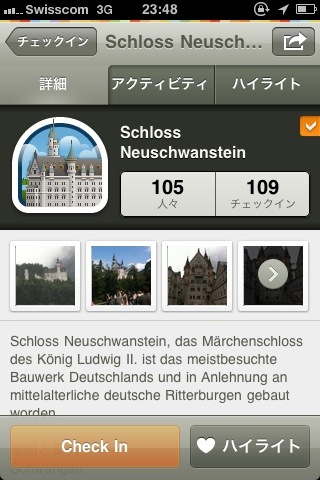 Swisscom 3G 23:48
チェックイン
Schloss Neusch...
詳細
アクティビティ
ハイライト
Schloss
Neuschwanstein
105
人々
109
チェックイン
Schloss Neuschwanstein, das Märchenschloss
des König Ludwig II. ist das meistbesuchte
Bauwerk Deutschlands und in Anlehnung an
mittelalterliche deutsche Ritterburgen gebaut
worden
Schwangau
Check In
ハイライト